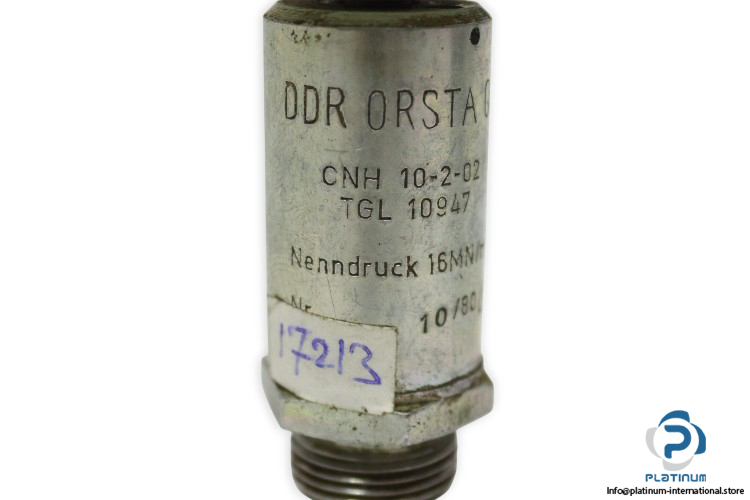 DDR ORSTA
CNH 10-2-02
TGL 10947
Nenndruck 16MN/
Nr.
10/80
17213
PLATINUM
Info@platinum-international.store